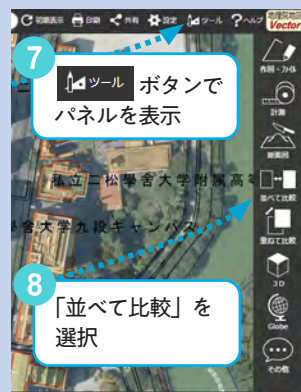 初期表示 印刷 共有 設定 ツール ヘルプ
地理院地図
Vector
7
ツール ボタンで
パネルを表示
作図・ファイル
計測
断面図
私立二松學舍大学附属高等
並べて比較
學舍大学九段キャンパス
重ねて比較
8
「並べて比較」を
選択
3D
Globe
その他